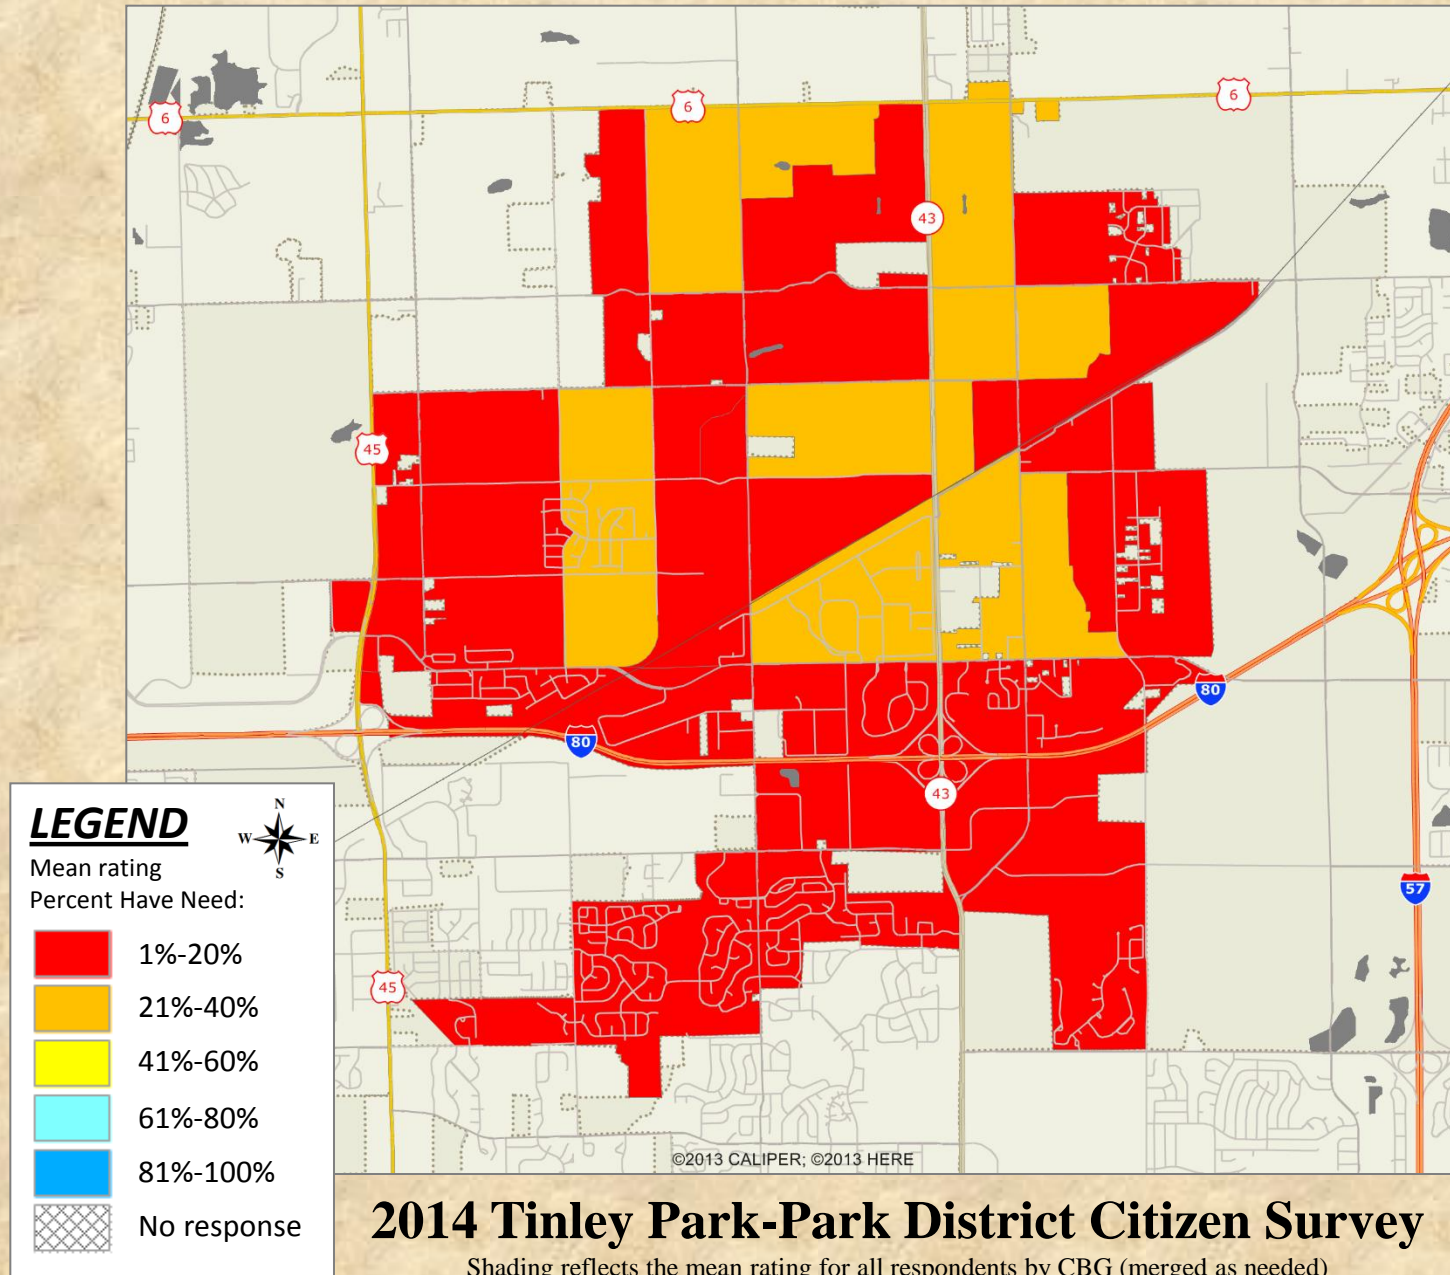 6
6
6
43
45
80
80
43
57
45
LEGEND
N
W
E
S
Mean rating
Percent Have Need:
1%-20%
21%-40%
41%-60%
61%-80%
81%-100%
No response
©2013 CALIPER; ©2013 HERE
2014 Tinley Park-Park District Citizen Survey
Shading reflects the mean rating for all respondents by CBG (merged as needed)